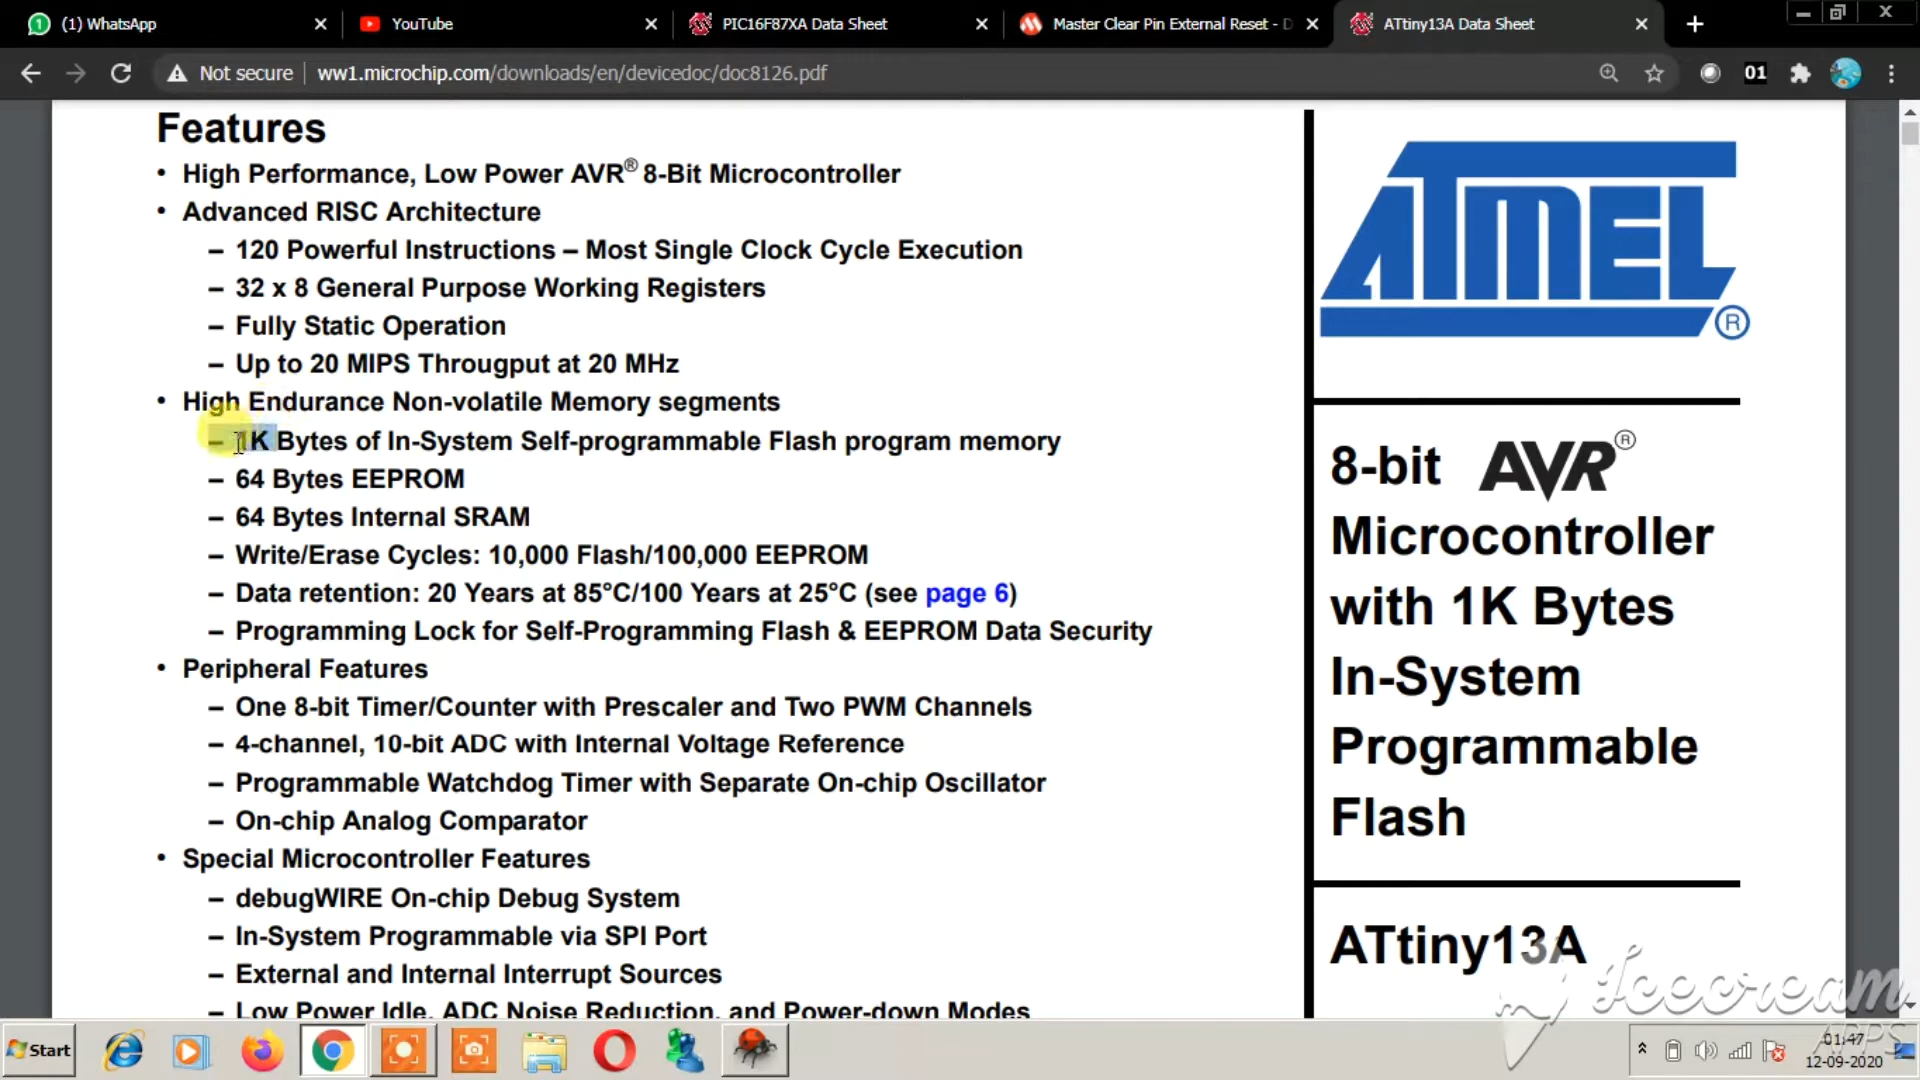 (1) WhatsApp
YouTube
PIC16F87XA Data Sheet
Master Clear Pin External Reset - D
ATtiny13A Data Sheet
Not secure
ww1.microchip.com/downloads/en/devicedoc/doc8126.pdf
01
Features
• High Performance, Low Power AVR® 8-Bit Microcontroller
• Advanced RISC Architecture
– 120 Powerful Instructions – Most Single Clock Cycle Execution
– 32 x 8 General Purpose Working Registers
– Fully Static Operation
– Up to 20 MIPS Througput at 20 MHz
• High Endurance Non-volatile Memory segments
– 1K Bytes of In-System Self-programmable Flash program memory
– 64 Bytes EEPROM
– 64 Bytes Internal SRAM
– Write/Erase Cycles: 10,000 Flash/100,000 EEPROM
– Data retention: 20 Years at 85°C/100 Years at 25°C (see page 6)
– Programming Lock for Self-Programming Flash & EEPROM Data Security
• Peripheral Features
– One 8-bit Timer/Counter with Prescaler and Two PWM Channels
– 4-channel, 10-bit ADC with Internal Voltage Reference
– Programmable Watchdog Timer with Separate On-chip Oscillator
– On-chip Analog Comparator
• Special Microcontroller Features
– debugWIRE On-chip Debug System
– In-System Programmable via SPI Port
– External and Internal Interrupt Sources
– Low Power Idle, ADC Noise Reduction, and Power-down Modes
ATMEL®
8-bit AVR®
Microcontroller
with 1K Bytes
In-System
Programmable
Flash
ATtiny13A
Icecream
APPS
Start
01:47
12-09-2020